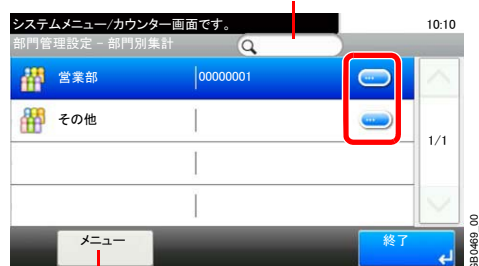 システムメニュー/カウンター画面です。
10:10
部門管理設定 - 部門別集計
営業部
00000001
...
その他
...
1/1
メニュー
終了
GB0469_00